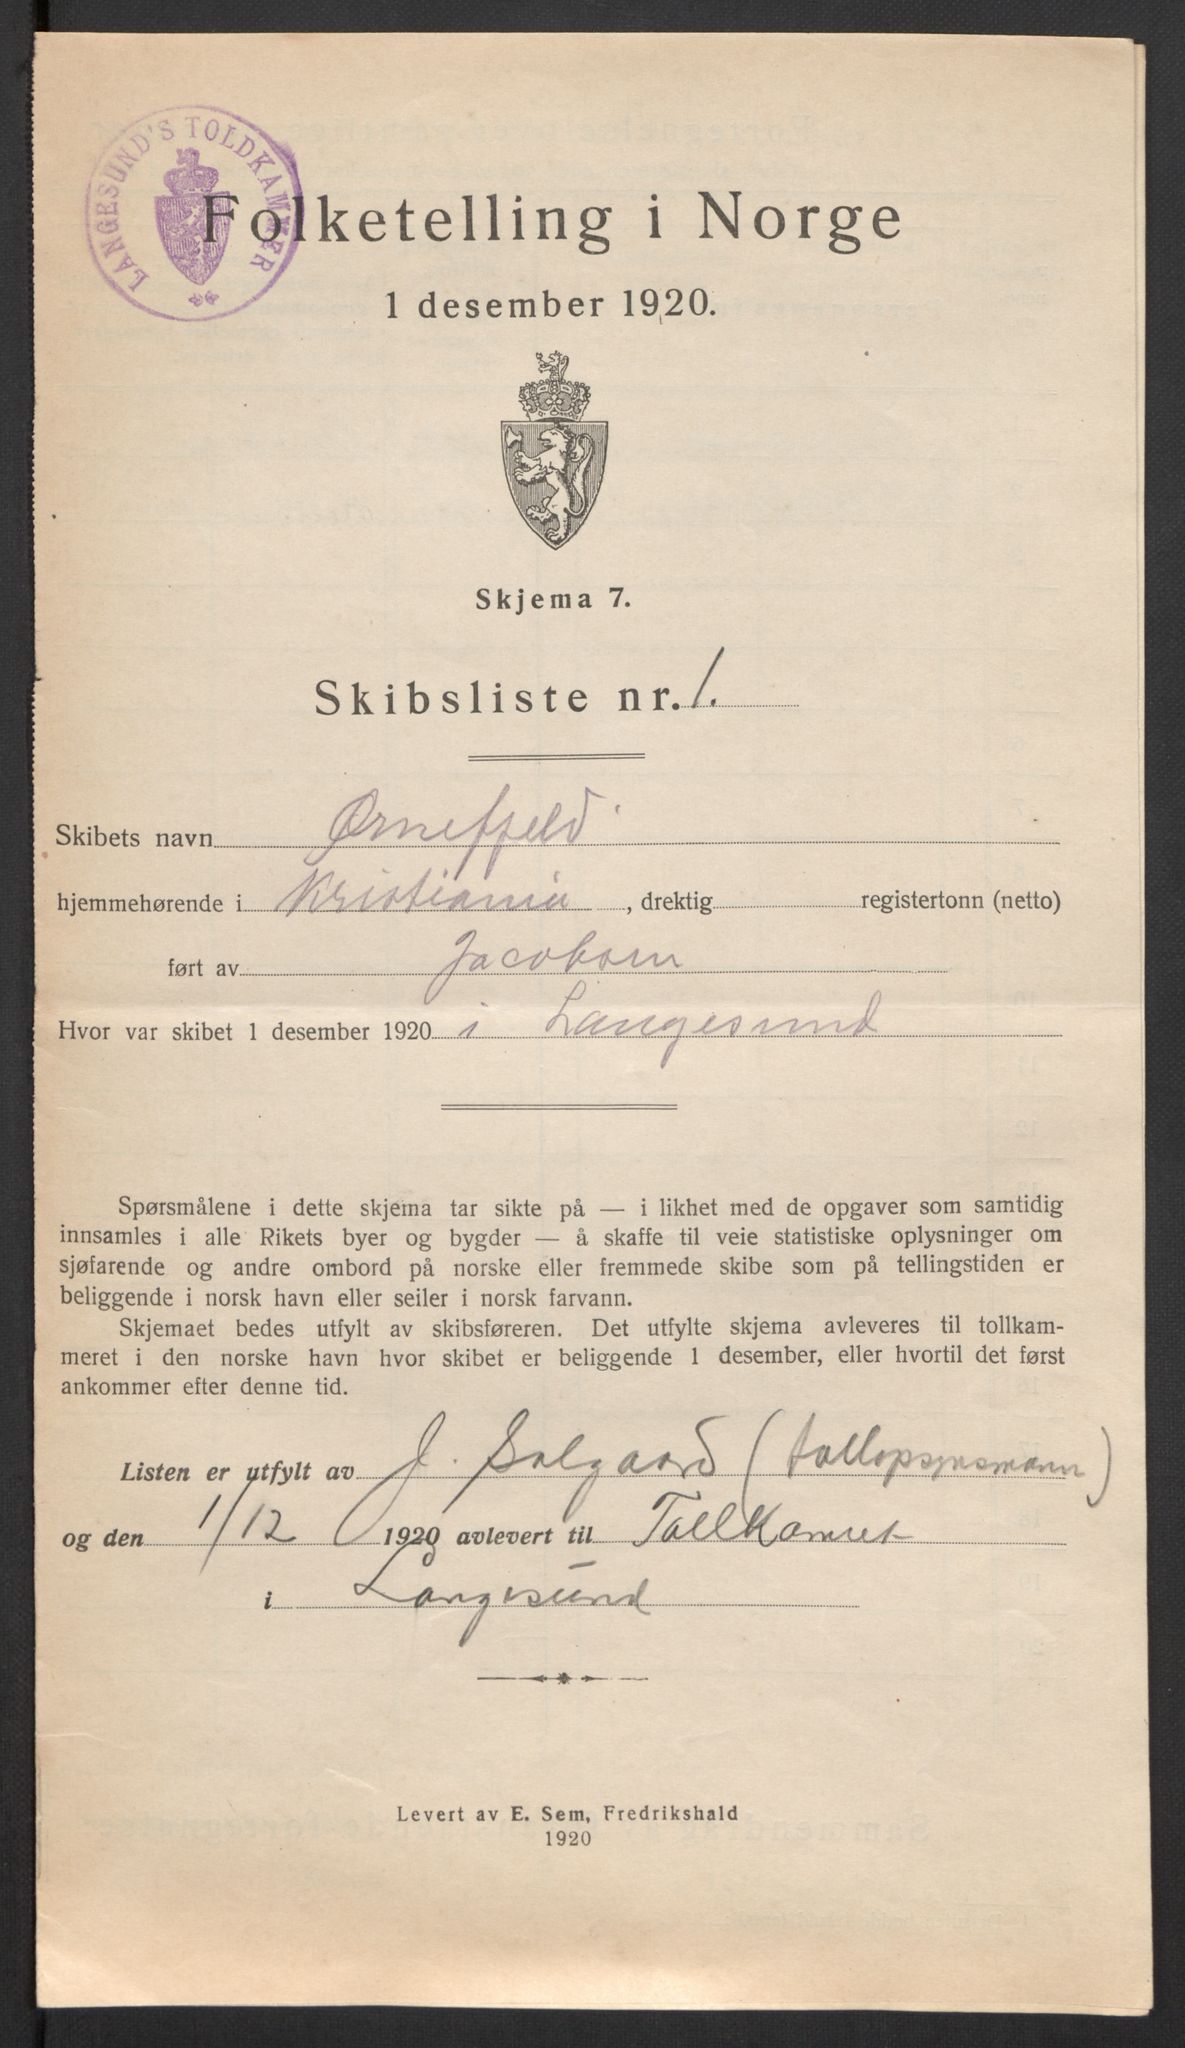 LANGESUND'S TOLDKAMMER
Folketelling i Norge
1 desember 1920.
Skjema 7.
Skibsliste nr. 1.
Skibets navn Ørnefjeld
hjemmehørende i Kristiania, drektig registertonn (netto)
ført av Jacobsen
Hvor var skibet 1 desember 1920 i Langesund
Spørsmålene i dette skjema tar sikte på — i likhet med de opgaver som samtidig
innsamles i alle Rikets byer og bygder — å skaffe til veie statistiske oplysninger om
sjøfarende og andre ombord på norske eller fremmede skibe som på tellingstiden er
beliggende i norsk havn eller seiler i norsk farvann.
Skjemaet bedes utfylt av skibsføreren. Det utfylte skjema avleveres til tollkam-
meret i den norske havn hvor skibet er beliggende 1 desember, eller hvortil det først
ankommer efter denne tid.
Listen er utfylt av J. Salgaard (tollopsynsmann)
og den 1/12 1920 avlevert til Tollkamret
i Langesund
Levert av E. Sem, Fredrikshald
1920